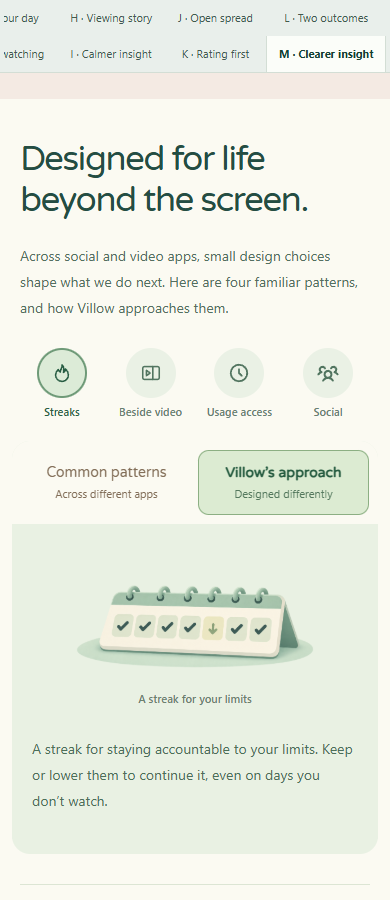 our day
H · Viewing story
J · Open spread
L · Two outcomes
watching
I · Calmer insight
K · Rating first
M · Clearer insight
Designed for life
beyond the screen.
Across social and video apps, small design choices
shape what we do next. Here are four familiar patterns,
and how Villow approaches them.
Streaks
Beside video
Usage access
Social
Common patterns
Across different apps
Villow’s approach
Designed differently
A streak for your limits
A streak for staying accountable to your limits. Keep
or lower them to continue it, even on days you
don’t watch.